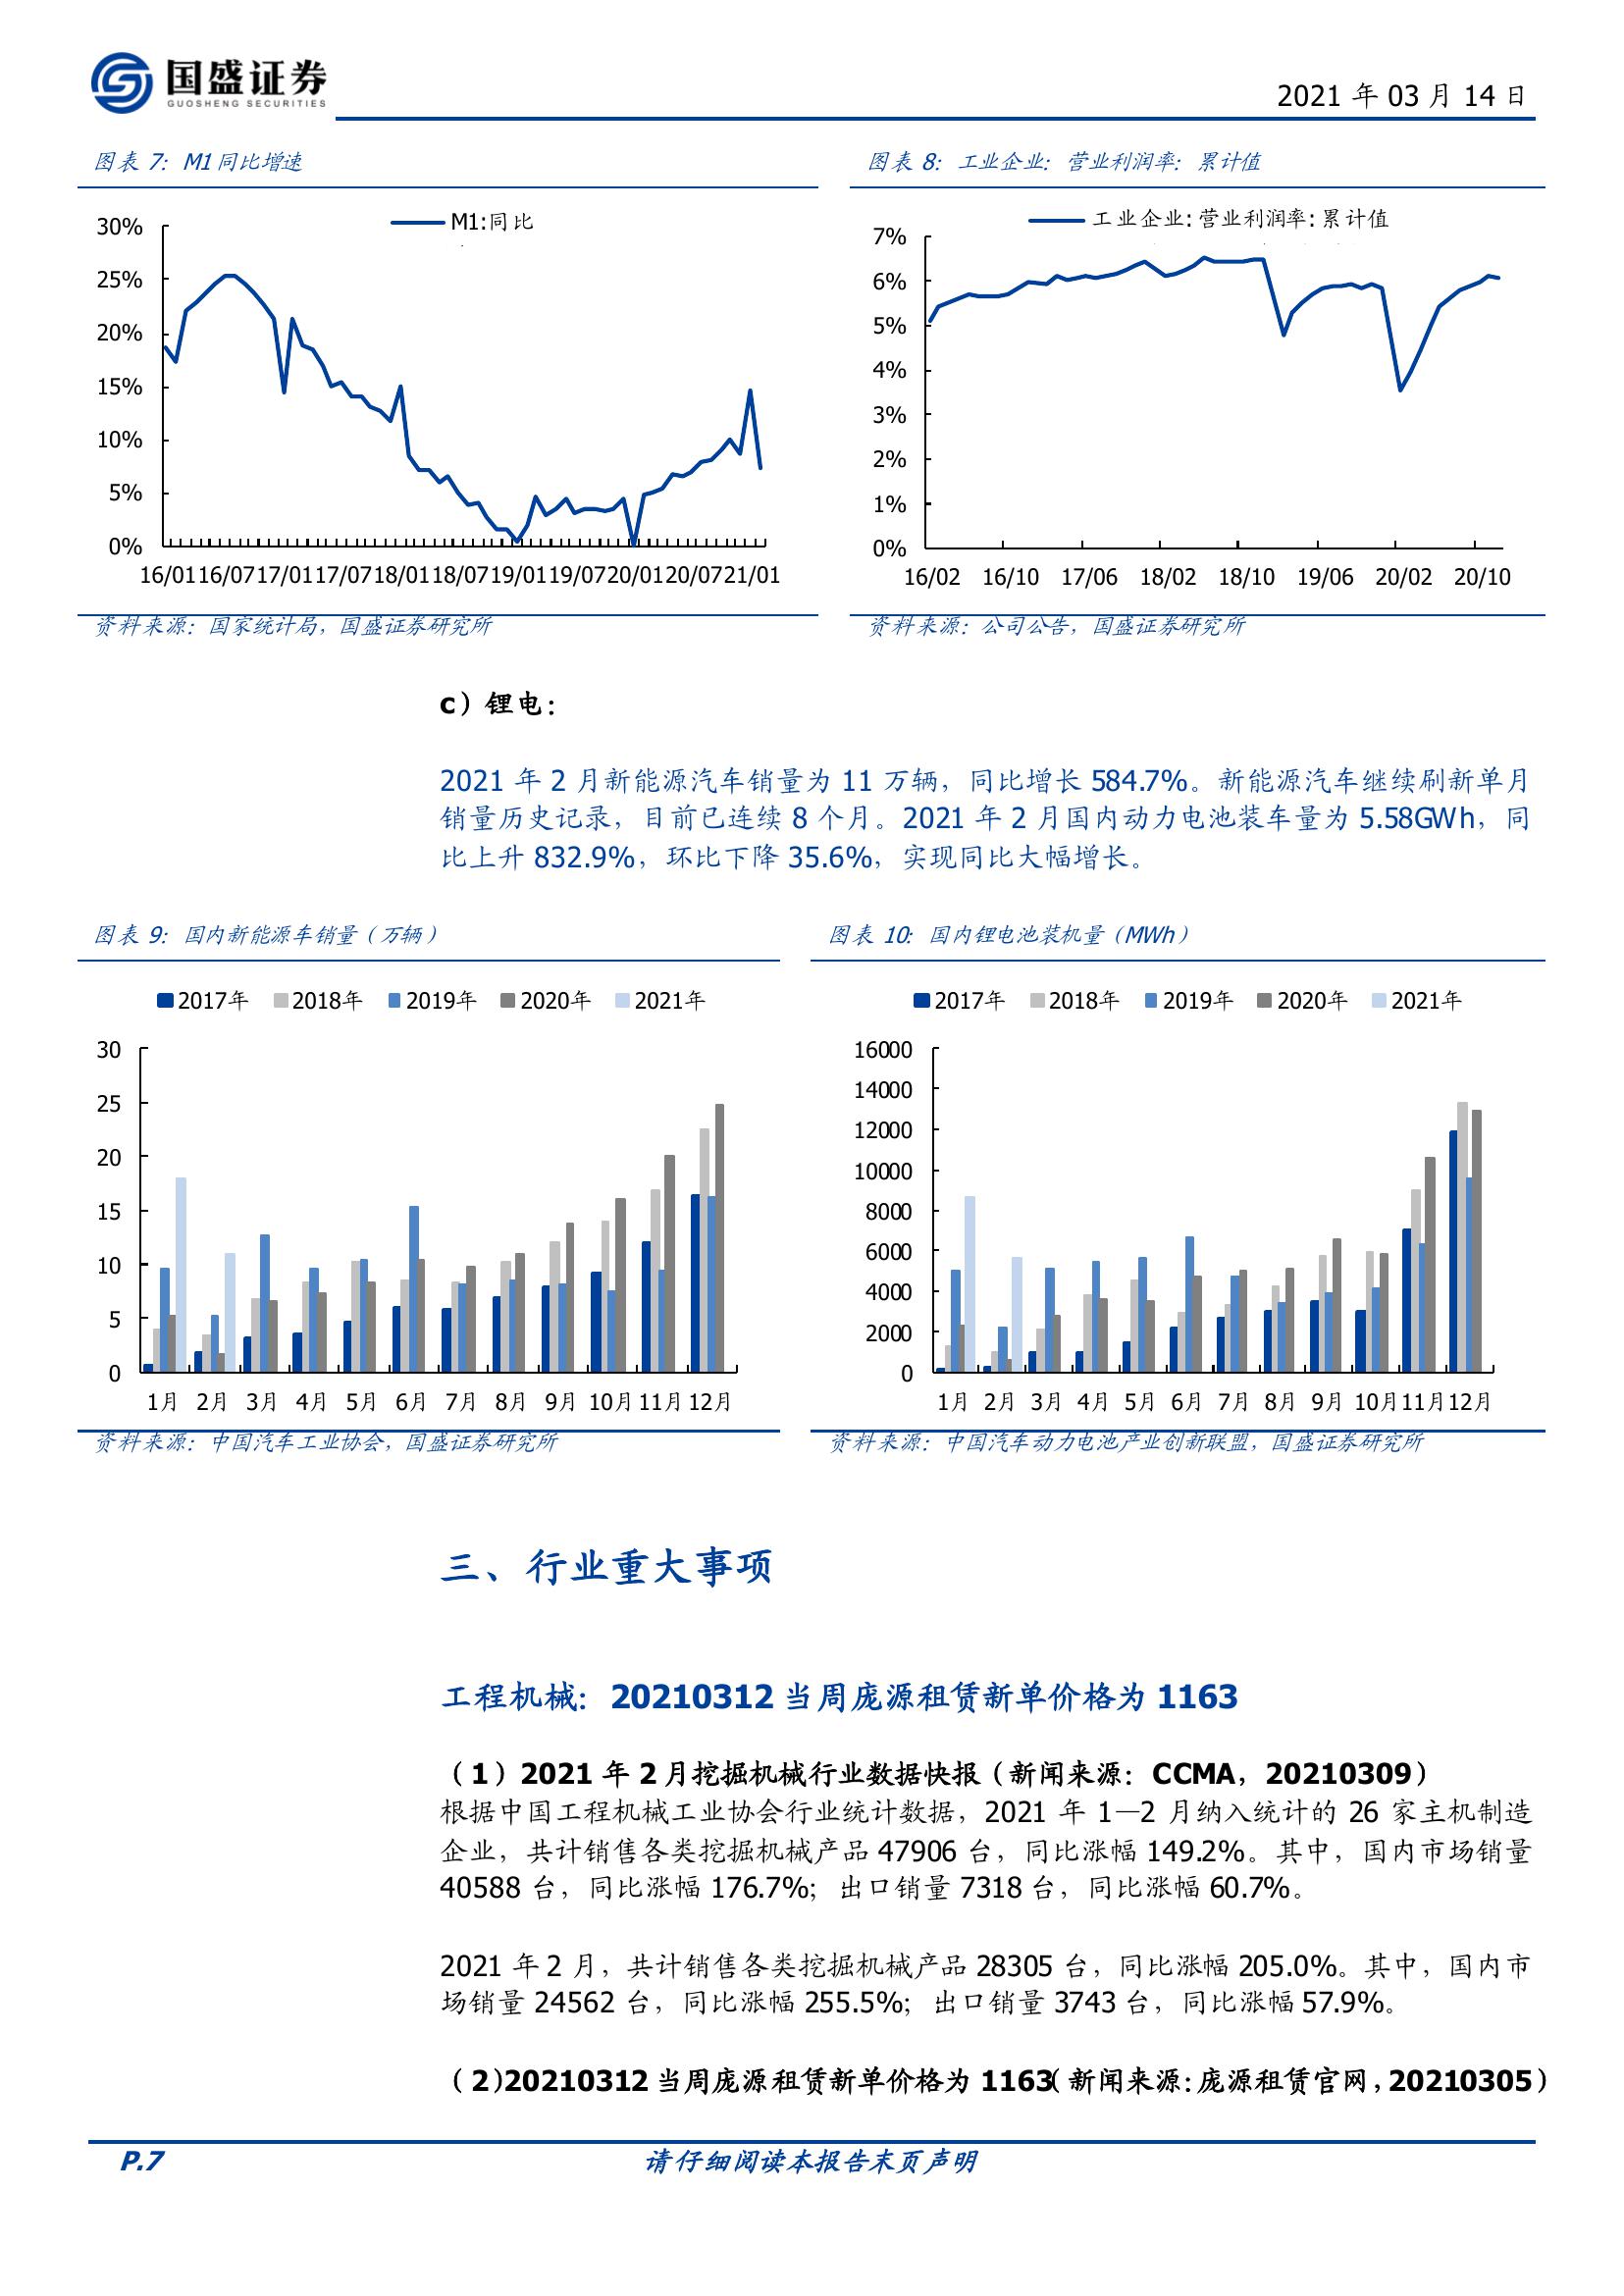 国盛证券
GUOSHENG SECURITIES
2021 年 03 月 14 日
图表 7：M1 同比增速
M1:同比
30%
25%
20%
15%
10%
5%
0%
16/01 16/07 17/01 17/07 18/01 18/07 19/01 19/07 20/01 20/07 21/01
资料来源：国家统计局，国盛证券研究所
图表 8：工业企业：营业利润率：累计值
工业企业:营业利润率:累计值
7%
6%
5%
4%
3%
2%
1%
0%
16/02 16/10 17/06 18/02 18/10 19/06 20/02 20/10
资料来源：公司公告，国盛证券研究所
c）锂电：
2021 年 2 月新能源汽车销量为 11 万辆，同比增长 584.7%。新能源汽车继续刷新单月
销量历史记录，目前已连续 8 个月。2021 年 2 月国内动力电池装车量为 5.58GWh，同
比上升 832.9%，环比下降 35.6%，实现同比大幅增长。
图表 9：国内新能源车销量（万辆）
2017年 2018年 2019年 2020年 2021年
30
25
20
15
10
5
0
1月 2月 3月 4月 5月 6月 7月 8月 9月 10月 11月 12月
资料来源：中国汽车工业协会，国盛证券研究所
图表 10：国内锂电池装机量（MWh）
2017年 2018年 2019年 2020年 2021年
16000
14000
12000
10000
8000
6000
4000
2000
0
1月 2月 3月 4月 5月 6月 7月 8月 9月 10月 11月 12月
资料来源：中国汽车动力电池产业创新联盟，国盛证券研究所
三、行业重大事项
工程机械：20210312 当周庞源租赁新单价格为 1163
（1）2021 年 2 月挖掘机械行业数据快报（新闻来源：CCMA，20210309）
根据中国工程机械工业协会行业统计数据，2021 年 1—2 月纳入统计的 26 家主机制造
企业，共计销售各类挖掘机械产品 47906 台，同比涨幅 149.2%。其中，国内市场销量
40588 台，同比涨幅 176.7%；出口销量 7318 台，同比涨幅 60.7%。
2021 年 2 月，共计销售各类挖掘机械产品 28305 台，同比涨幅 205.0%。其中，国内市
场销量 24562 台，同比涨幅 255.5%；出口销量 3743 台，同比涨幅 57.9%。
（2）20210312 当周庞源租赁新单价格为 1163（新闻来源：庞源租赁官网，20210305）
P.7
请仔细阅读本报告末页声明